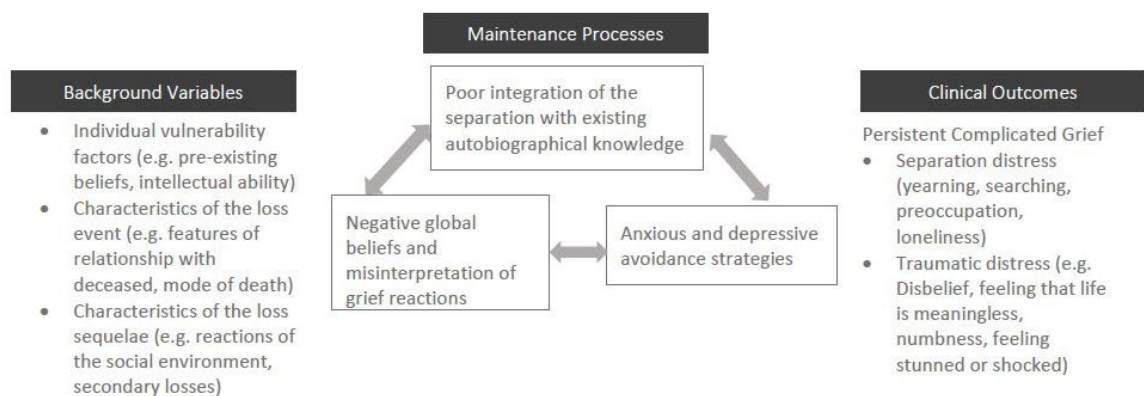 Maintenance Processes
Background Variables
• Individual vulnerability
factors (e.g. pre-existing
beliefs, intellectual ability)
• Characteristics of the loss
event (e.g. features of
relationship with
deceased, mode of death)
• Characteristics of the loss
sequelae (e.g. reactions of
the social environment,
secondary losses)
Poor integration of the
separation with existing
autobiographical knowledge
Negative global
beliefs and
misinterpretation of
grief reactions
Anxious and depressive
avoidance strategies
Clinical Outcomes
Persistent Complicated Grief
• Separation distress
(yearning, searching,
preoccupation,
loneliness)
• Traumatic distress (e.g.
Disbelief, feeling that life
is meaningless,
numbness, feeling
stunned or shocked)